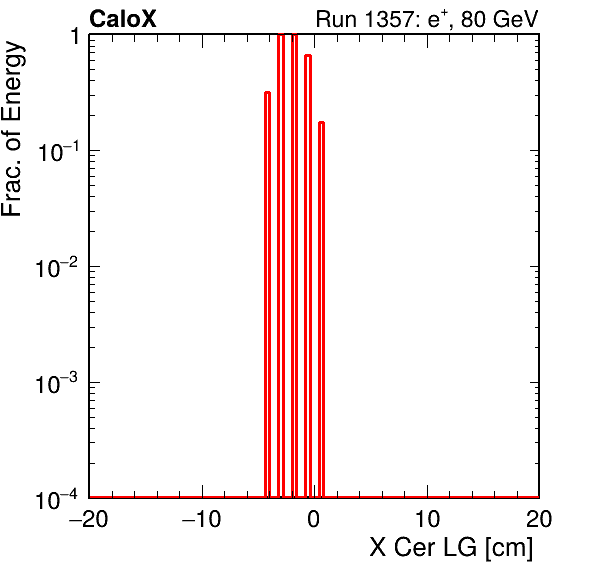 CaloX Run 1357: e⁺, 80 GeV
Frac. of Energy
1
10⁻¹
10⁻²
10⁻³
10⁻⁴
−20 −10 0 10 20
X Cer LG [cm]